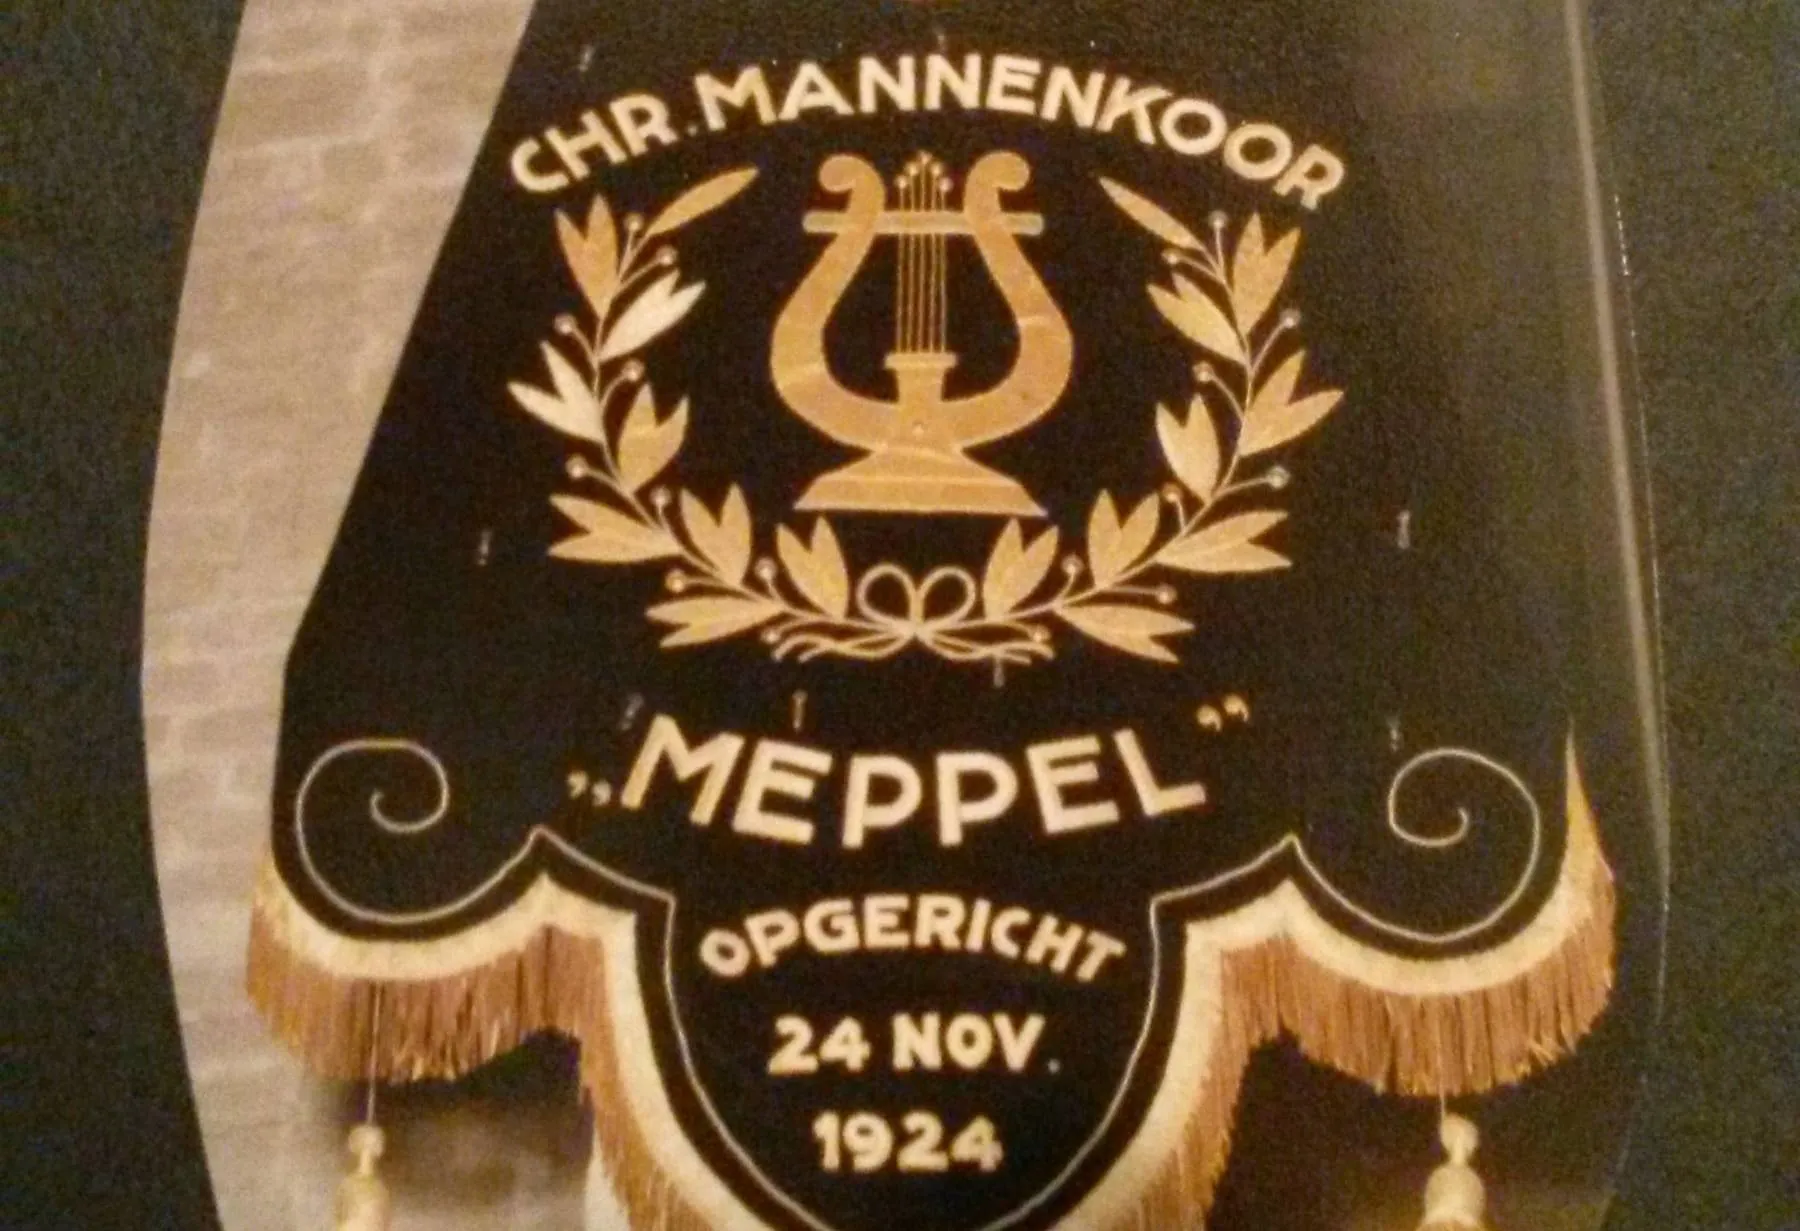 CHR. MANNENKOOR
„MEPPEL”
OPGERICHT
24 NOV.
1924